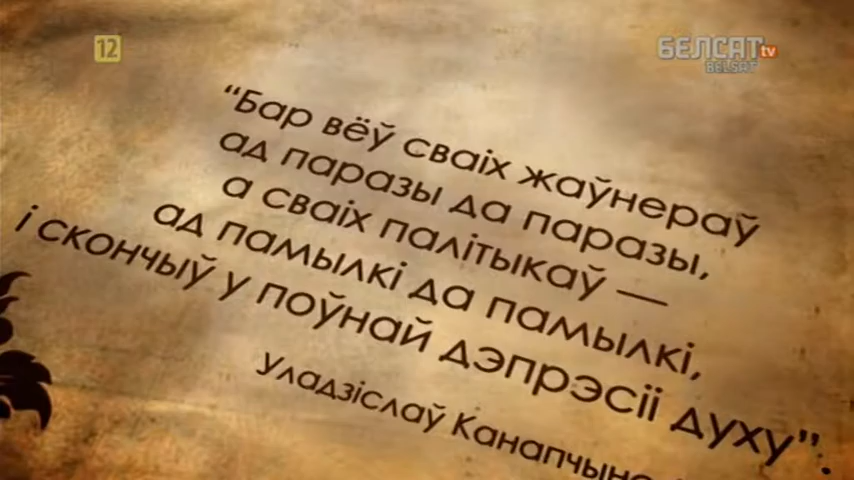 12
БЕЛСАТ tv
BELSAT
“Бар вёў сваіх жаўнераў
ад паразы да паразы,
а сваіх палітыкаў —
ад памылкі да памылкі,
і скончыў у поўнай дэпрэсіі духу”.
Уладзіслаў